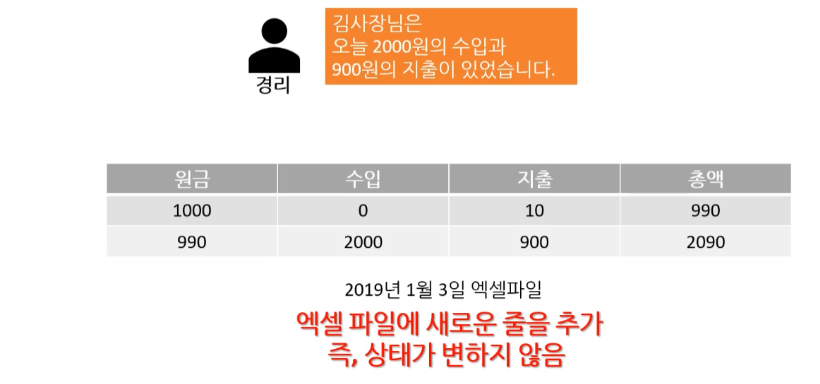 김사장님은
오늘 2000원의 수입과
900원의 지출이 있었습니다.
경리
원금 수입 지출 총액
1000 0 10 990
990 2000 900 2090
2019년 1월 3일 엑셀파일
엑셀 파일에 새로운 줄을 추가
즉, 상태가 변하지 않음